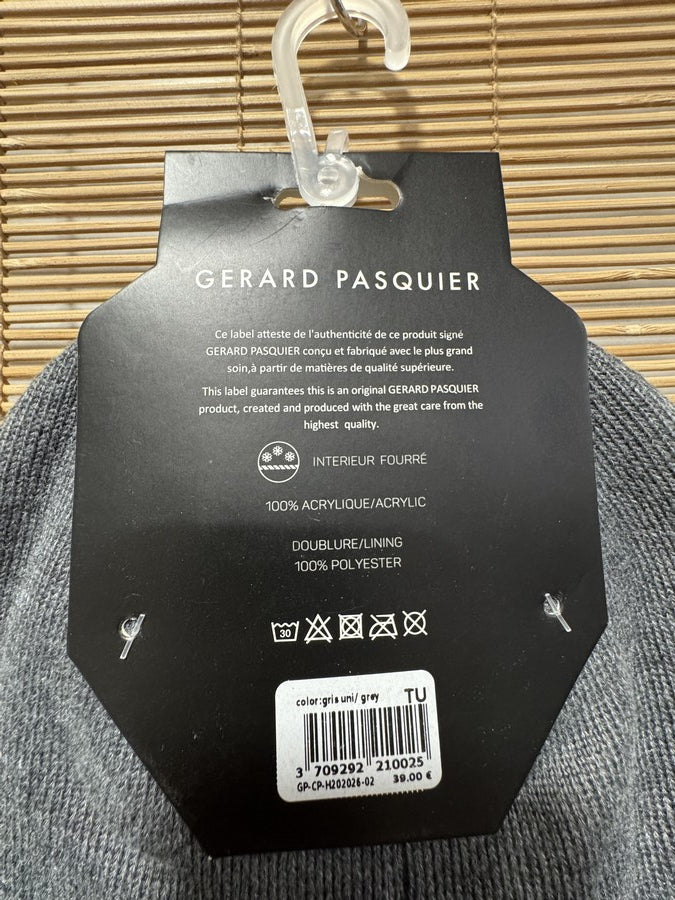 GERARD PASQUIER
Ce label atteste de l'authenticité de ce produit signé
GERARD PASQUIER conçu et fabriqué avec le plus grand
soin,à partir de matières de qualité supérieure.
This label guarantees this is an original GERARD PASQUIER
product, created and produced with the great care from the
highest quality.
INTERIEUR FOURRÉ
100% ACRYLIQUE/ACRYLIC
DOUBLURE/LINING
100% POLYESTER
30
color:gris uni/ grey TU
3 709292 210025
GP-CP-H202026-02 39.00 €